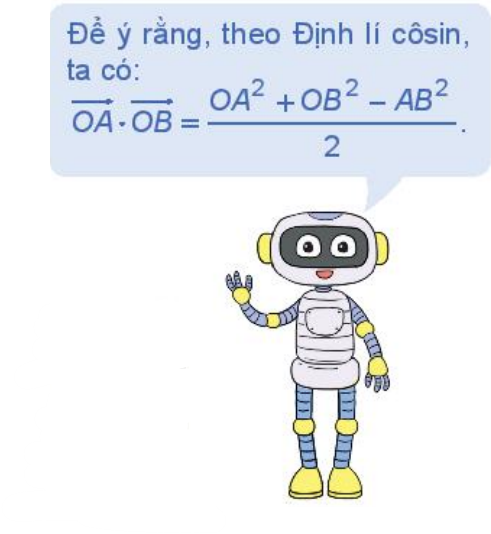 Để ý rằng, theo Định lí côsin,
ta có:
$\overrightarrow{OA} \cdot \overrightarrow{OB} = \frac{OA^2 + OB^2 - AB^2}{2}.$